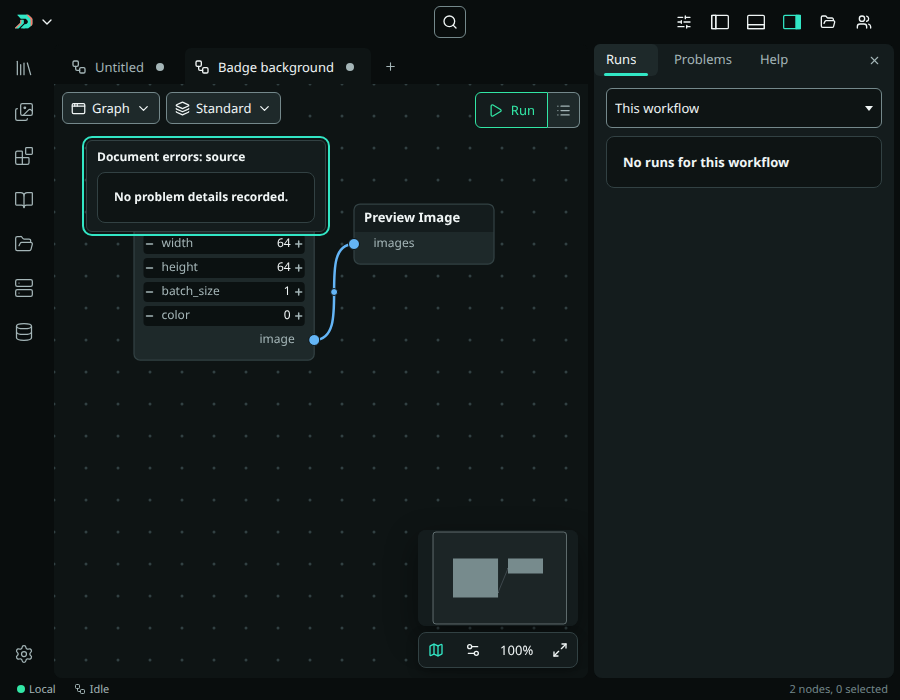 Untitled
Badge background
Runs
Problems
Help
Graph
Standard
Run
This workflow
No runs for this workflow
Document errors: source
No problem details recorded.
width 64
height 64
batch_size 1
color 0
image
Preview Image
images
100%
Local
Idle
2 nodes, 0 selected